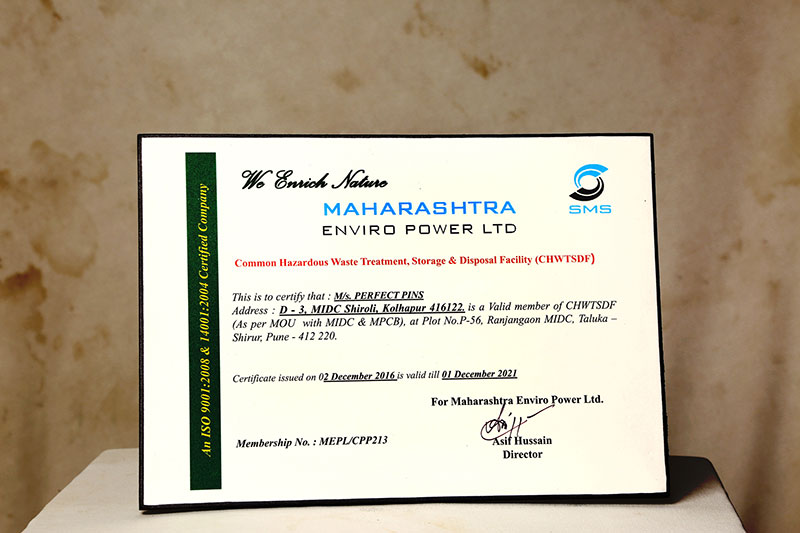 An ISO 9001:2008 & 14001:2004 Certified Company
We Enrich Nature
SMS
MAHARASHTRA
ENVIRO POWER LTD
Common Hazardous Waste Treatment, Storage & Disposal Facility (CHWTSDF)
This is to certify that : M/s. PERFECT PINS
Address : D - 3, MIDC Shiroli, Kolhapur 416122, is a Valid member of CHWTSDF
(As per MOU with MIDC & MPCB), at Plot No.P-56, Ranjangaon MIDC, Taluka –
Shirur, Pune - 412 220.
Certificate issued on 02 December 2016 is valid till 01 December 2021
For Maharashtra Enviro Power Ltd.
Asif Hussain
Director
Membership No. : MEPL/CPP213